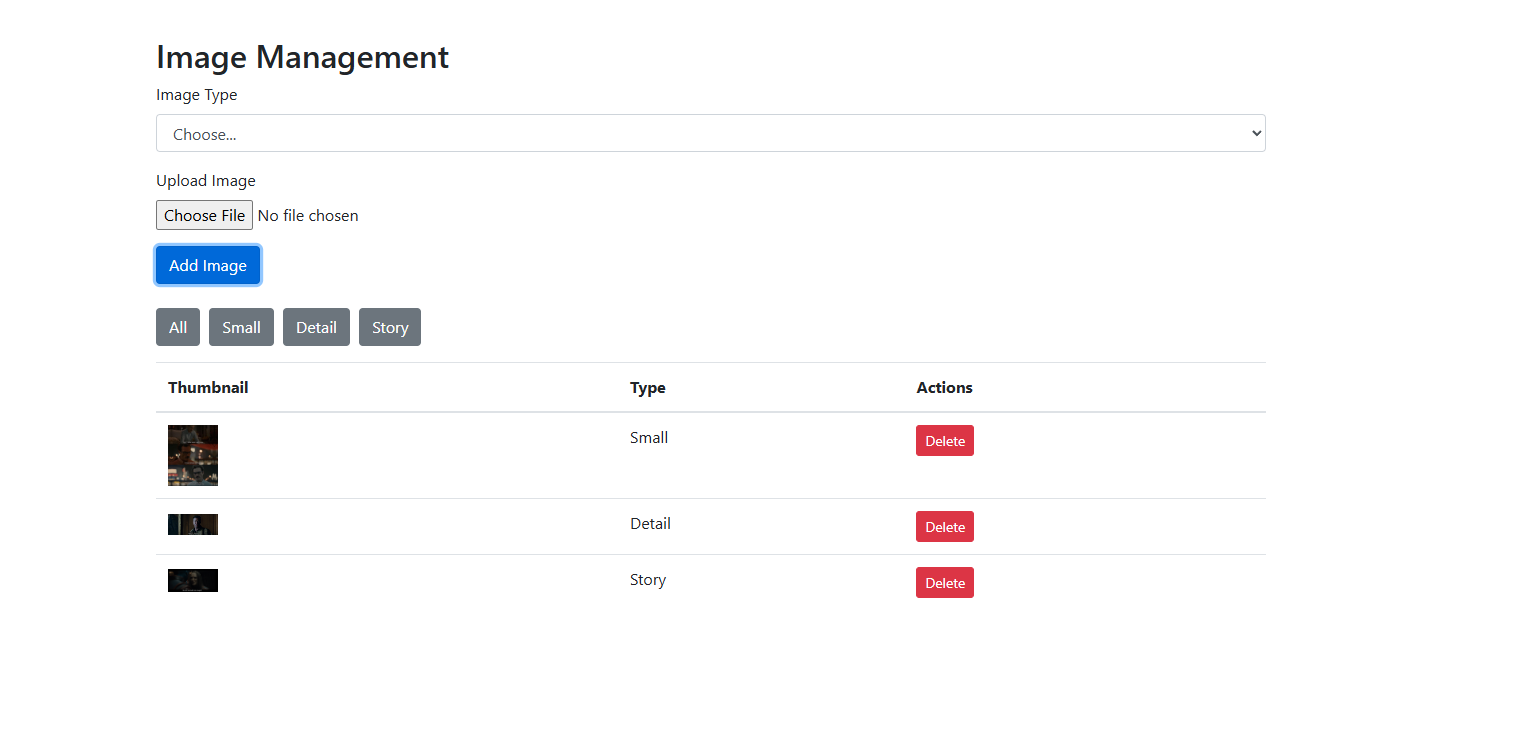 Image Management
Image Type
Choose...
Upload Image
Choose File No file chosen
Add Image
All Small Detail Story
Thumbnail Type Actions
Small Delete
Detail Delete
Story Delete